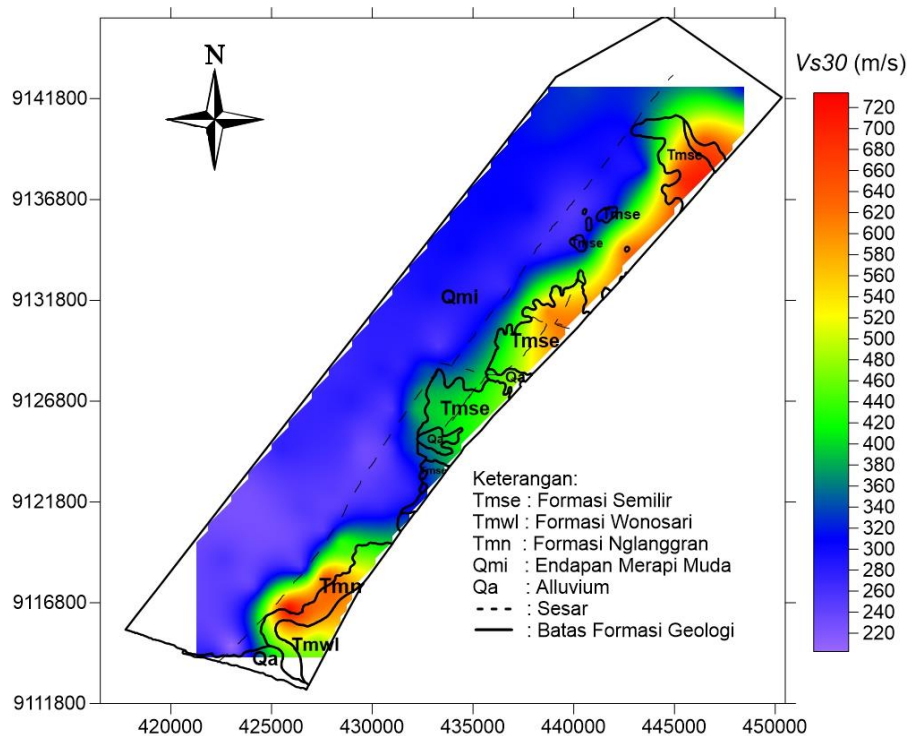 N
Vs30 (m/s)
9141800
9136800
9131800
9126800
9121800
9116800
9111800
420000 425000 430000 435000 440000 445000 450000
720
700
680
660
640
620
600
580
560
540
520
500
480
460
440
420
400
380
360
340
320
300
280
260
240
220
Tmse
Tmse
Tmse
Qmi
Tmse
Qa
Tmse
Qa
Tmse
Tmn
Tmwl
Qa
Keterangan:
Tmse : Formasi Semilir
Tmwl : Formasi Wonosari
Tmn : Formasi Nglanggran
Qmi : Endapan Merapi Muda
Qa : Alluvium
: Sesar
: Batas Formasi Geologi